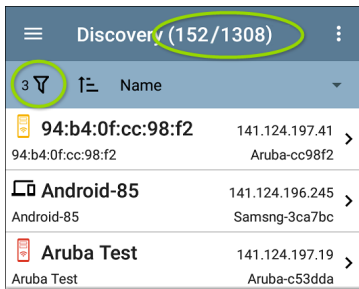 Discovery (152/1308)
3 Name
94:b4:0f:cc:98:f2 141.124.197.41
94:b4:0f:cc:98:f2 Aruba-cc98f2
Android-85 141.124.196.245
Android-85 Samsng-3ca7bc
Aruba Test 141.124.197.19
Aruba Test Aruba-c53dda